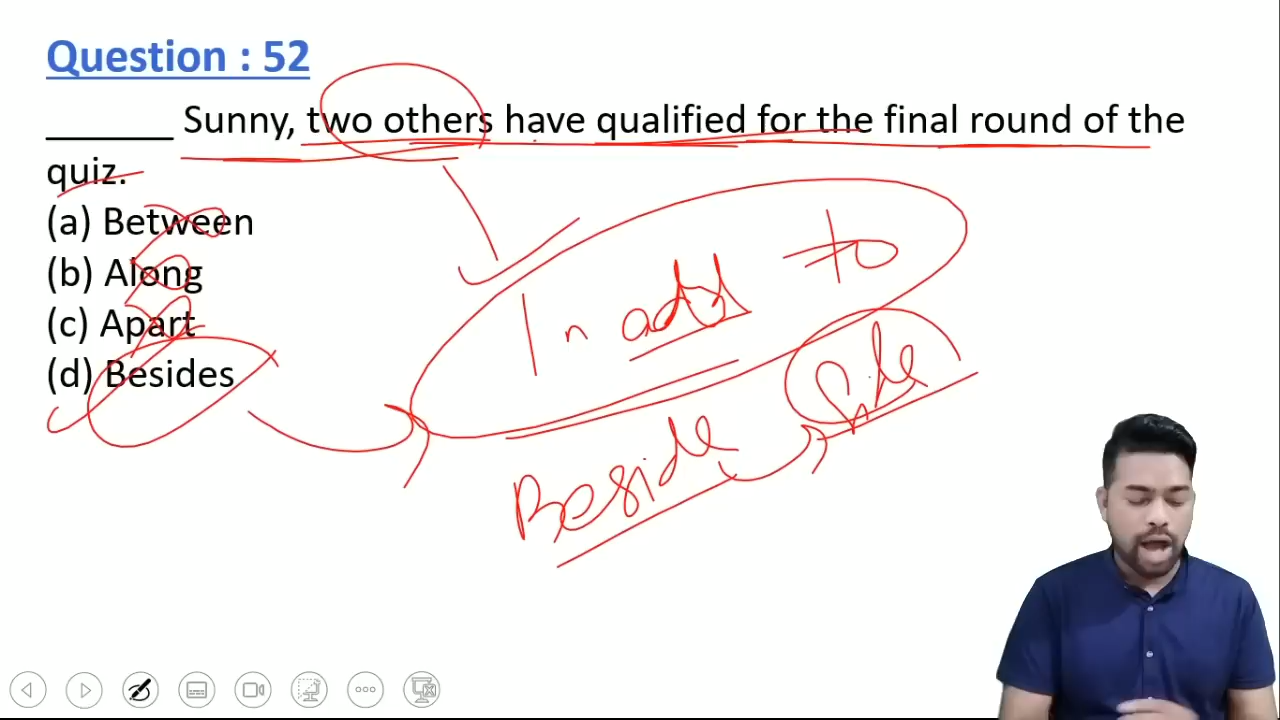 Question : 52
______ Sunny, two others have qualified for the final round of the
quiz.
(a) Between
(b) Along
(c) Apart
(d) Besides
In add to
Side
Beside